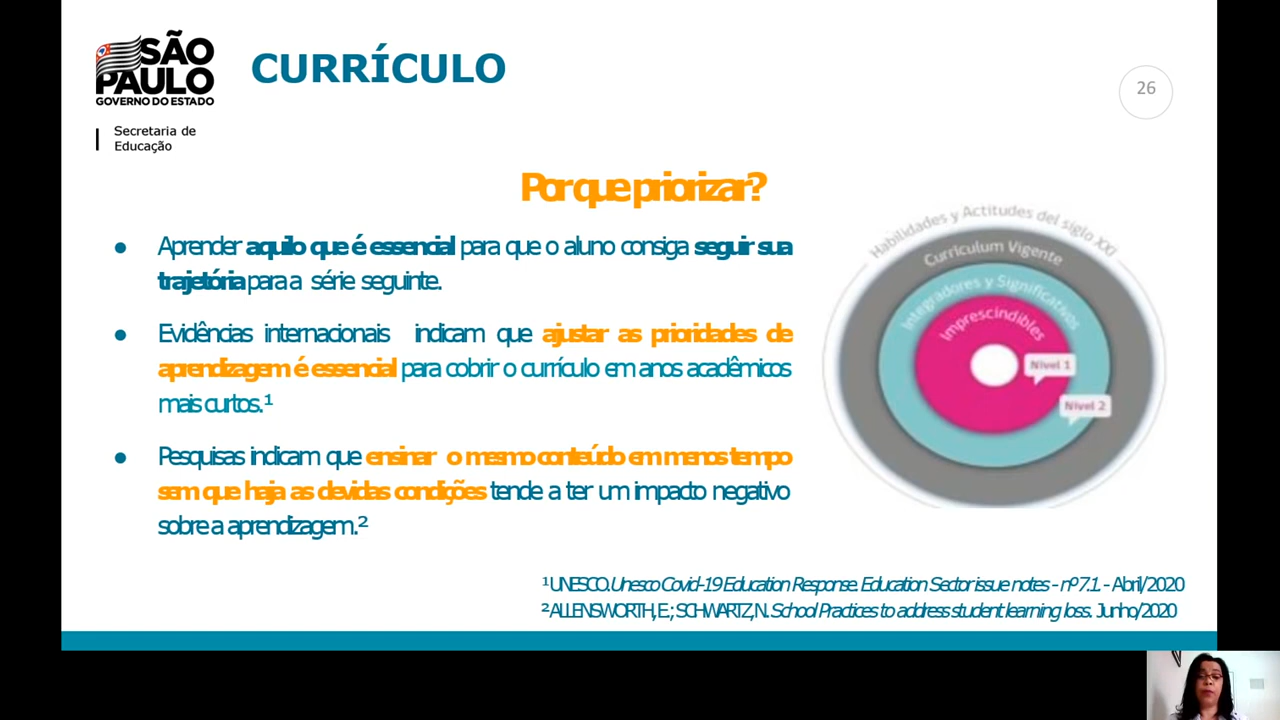 SÃO
PAULO
GOVERNO DO ESTADO
Secretaria de
Educação
CURRÍCULO
26
Por que priorizar?
● Aprender aquilo que é essencial para que o aluno consiga seguir sua
trajetória para a série seguinte.
● Evidências internacionais indicam que ajustar as prioridades de
aprendizagem é essencial para cobrir o currículo em anos acadêmicos
mais curtos.¹
● Pesquisas indicam que ensinar o mesmo conteúdo em menos tempo
sem que haja as devidas condições tende a ter um impacto negativo
sobre a aprendizagem.²
Habilidades y Actitudes del siglo XXI
Curriculum Vigente
Integradores y Significativos
Imprescindibles
Nivel 1
Nivel 2
¹ UNESCO. Unesco Covid-19 Education Response. Education Sector issue notes - nº 7.1. - Abril/2020
² ALLENSWORTH, E.; SCHWARTZ, N. School Practices to address student learning loss. Junho/2020